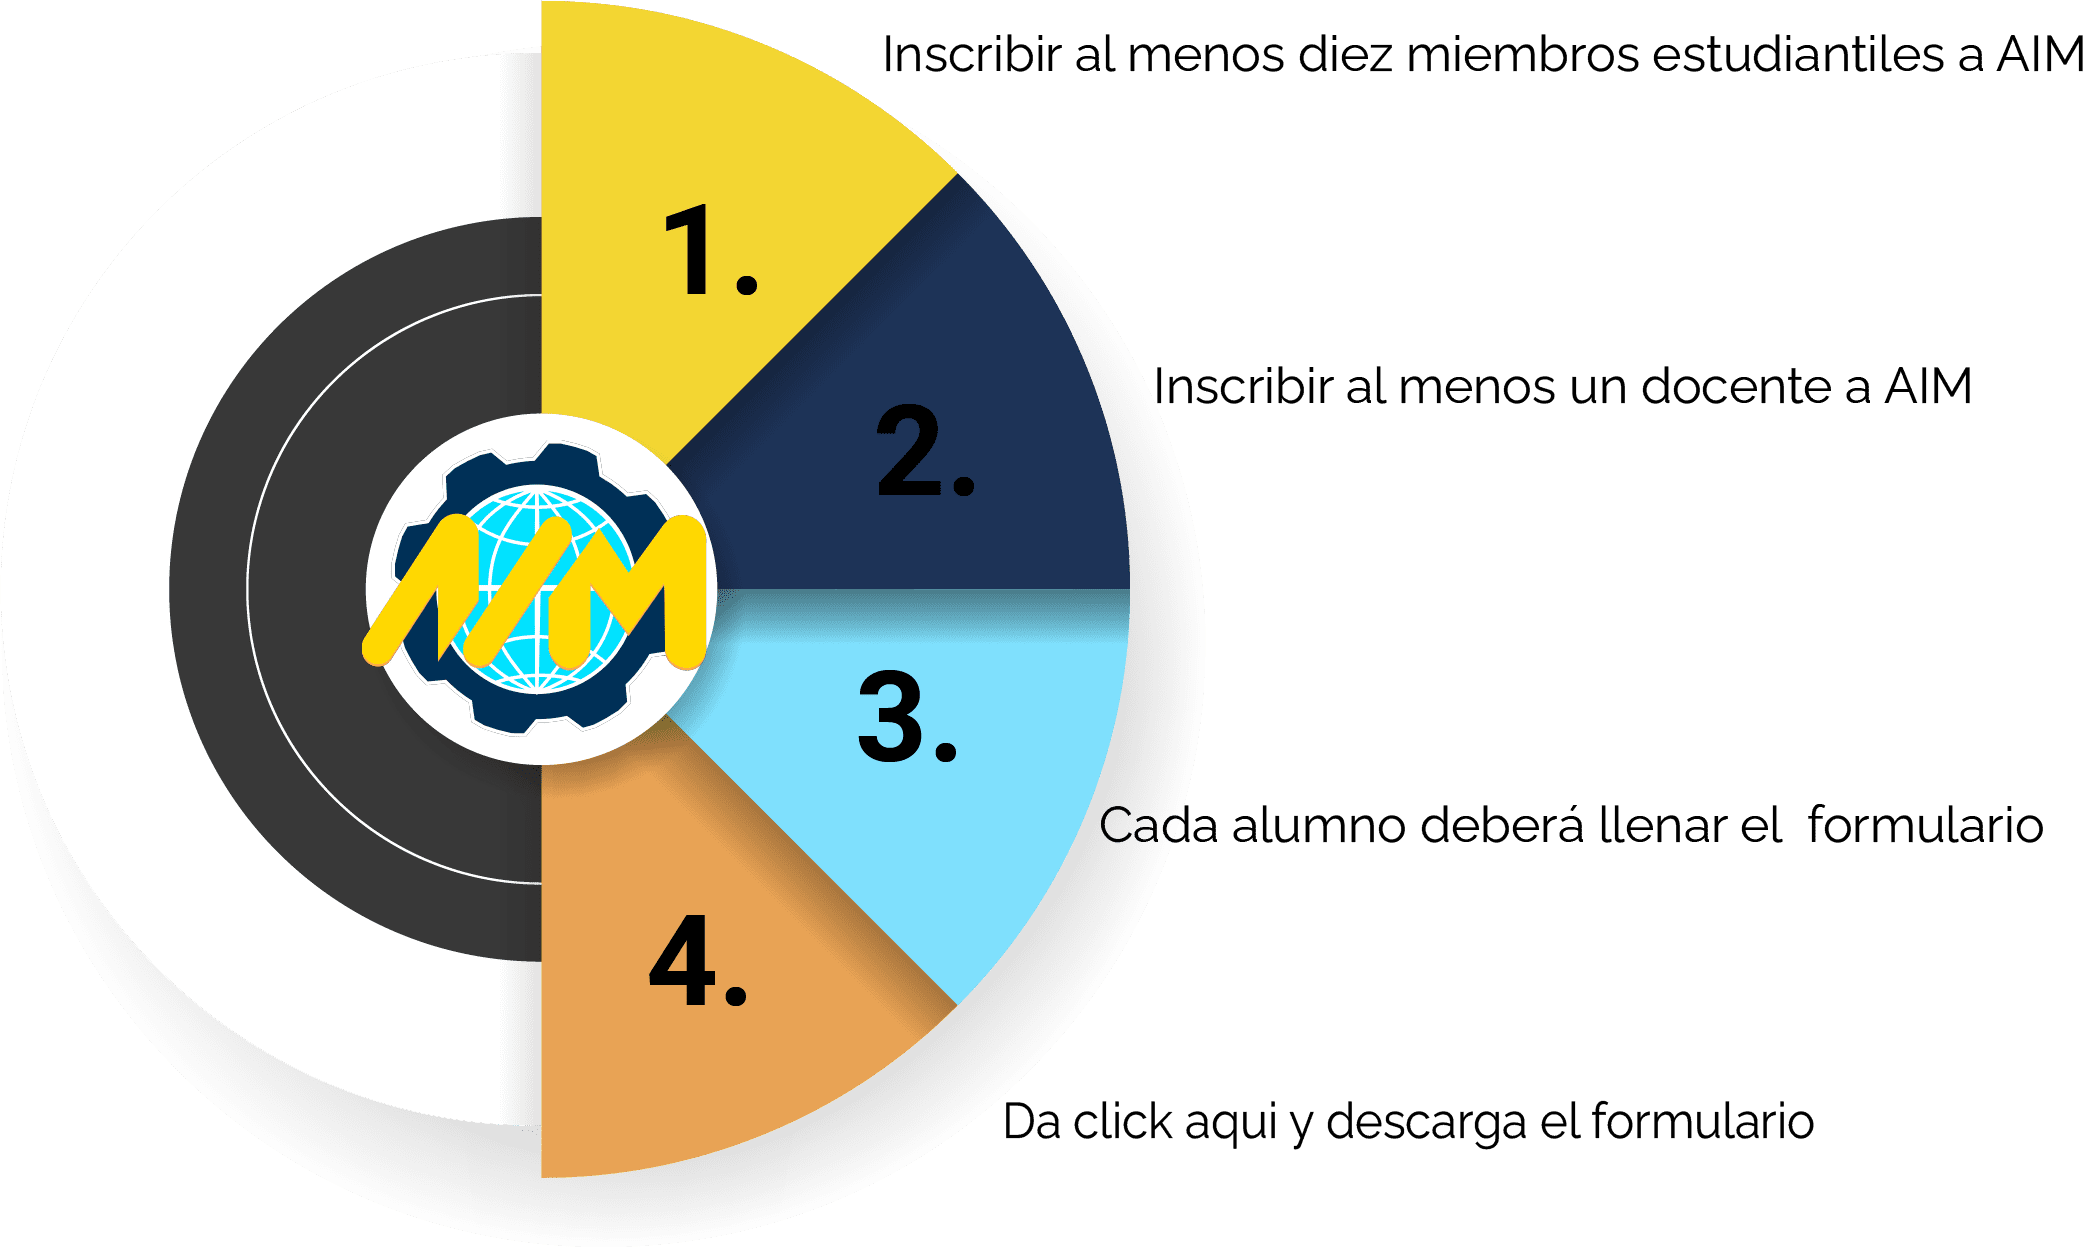 Inscribir al menos diez miembros estudiantiles a AIM
1.
Inscribir al menos un docente a AIM
2.
AIM
3.
Cada alumno deberá llenar el  formulario
4.
Da click aqui y descarga el formulario